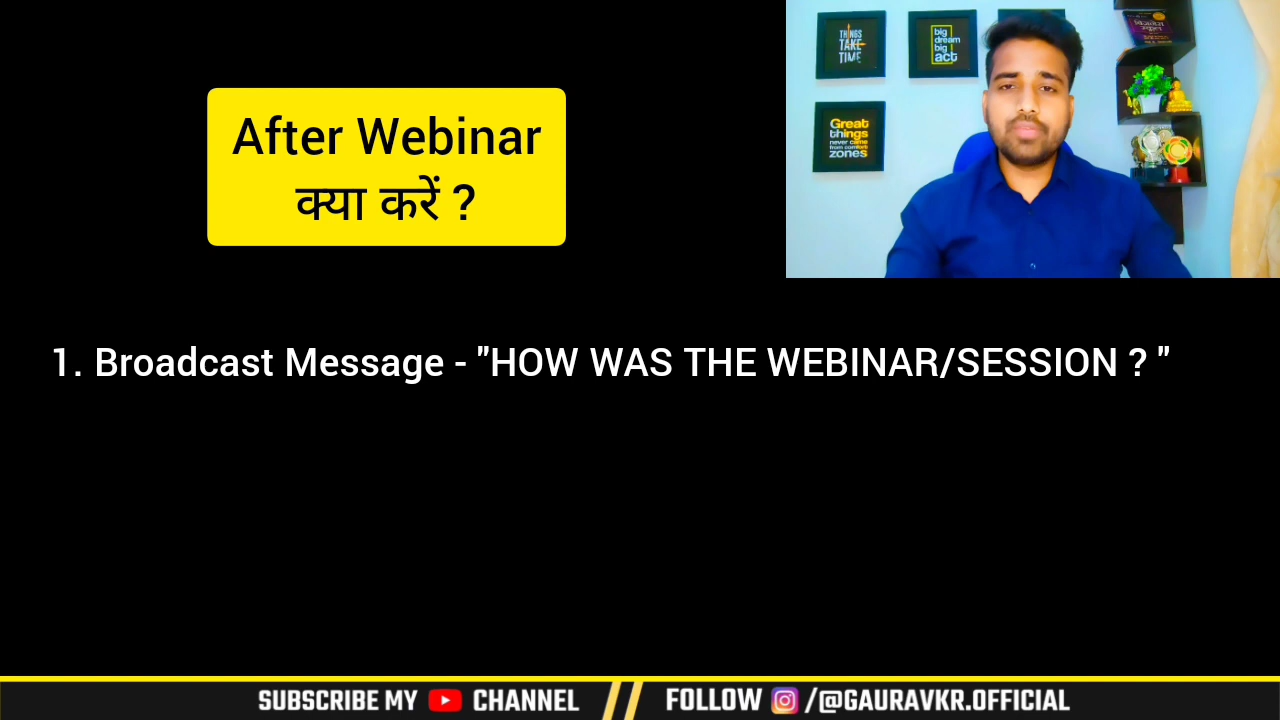 After Webinar
क्या करें ?
THINGS
TAKE
TIME
big
dream
big
act
Great
things
never came
from comfort
zones
1. Broadcast Message - "HOW WAS THE WEBINAR/SESSION ? "
SUBSCRIBE MY CHANNEL // FOLLOW /@GAURAVKR.OFFICIAL